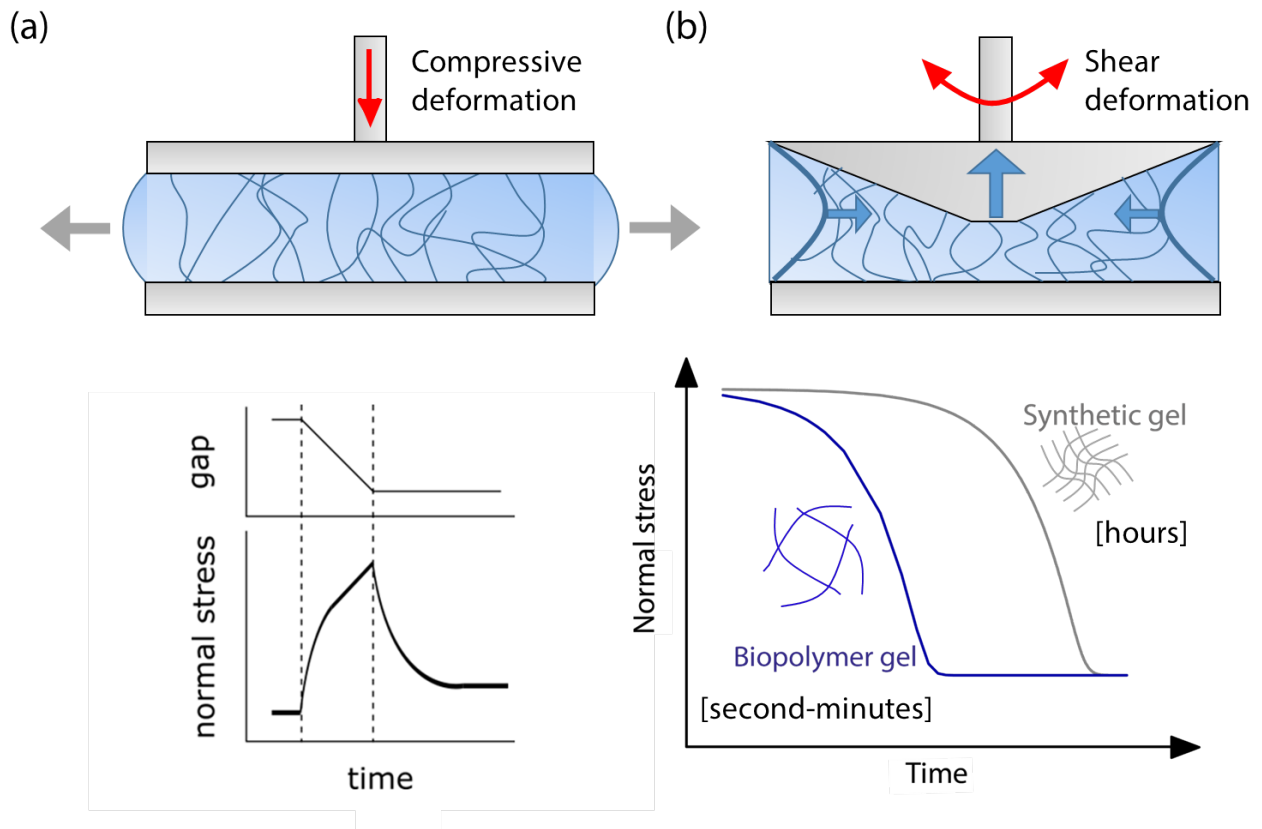 (a)
Compressive
deformation
(b)
Shear
deformation
gap
normal stress
time
Normal stress
Synthetic gel
[hours]
Biopolymer gel
[second-minutes]
Time